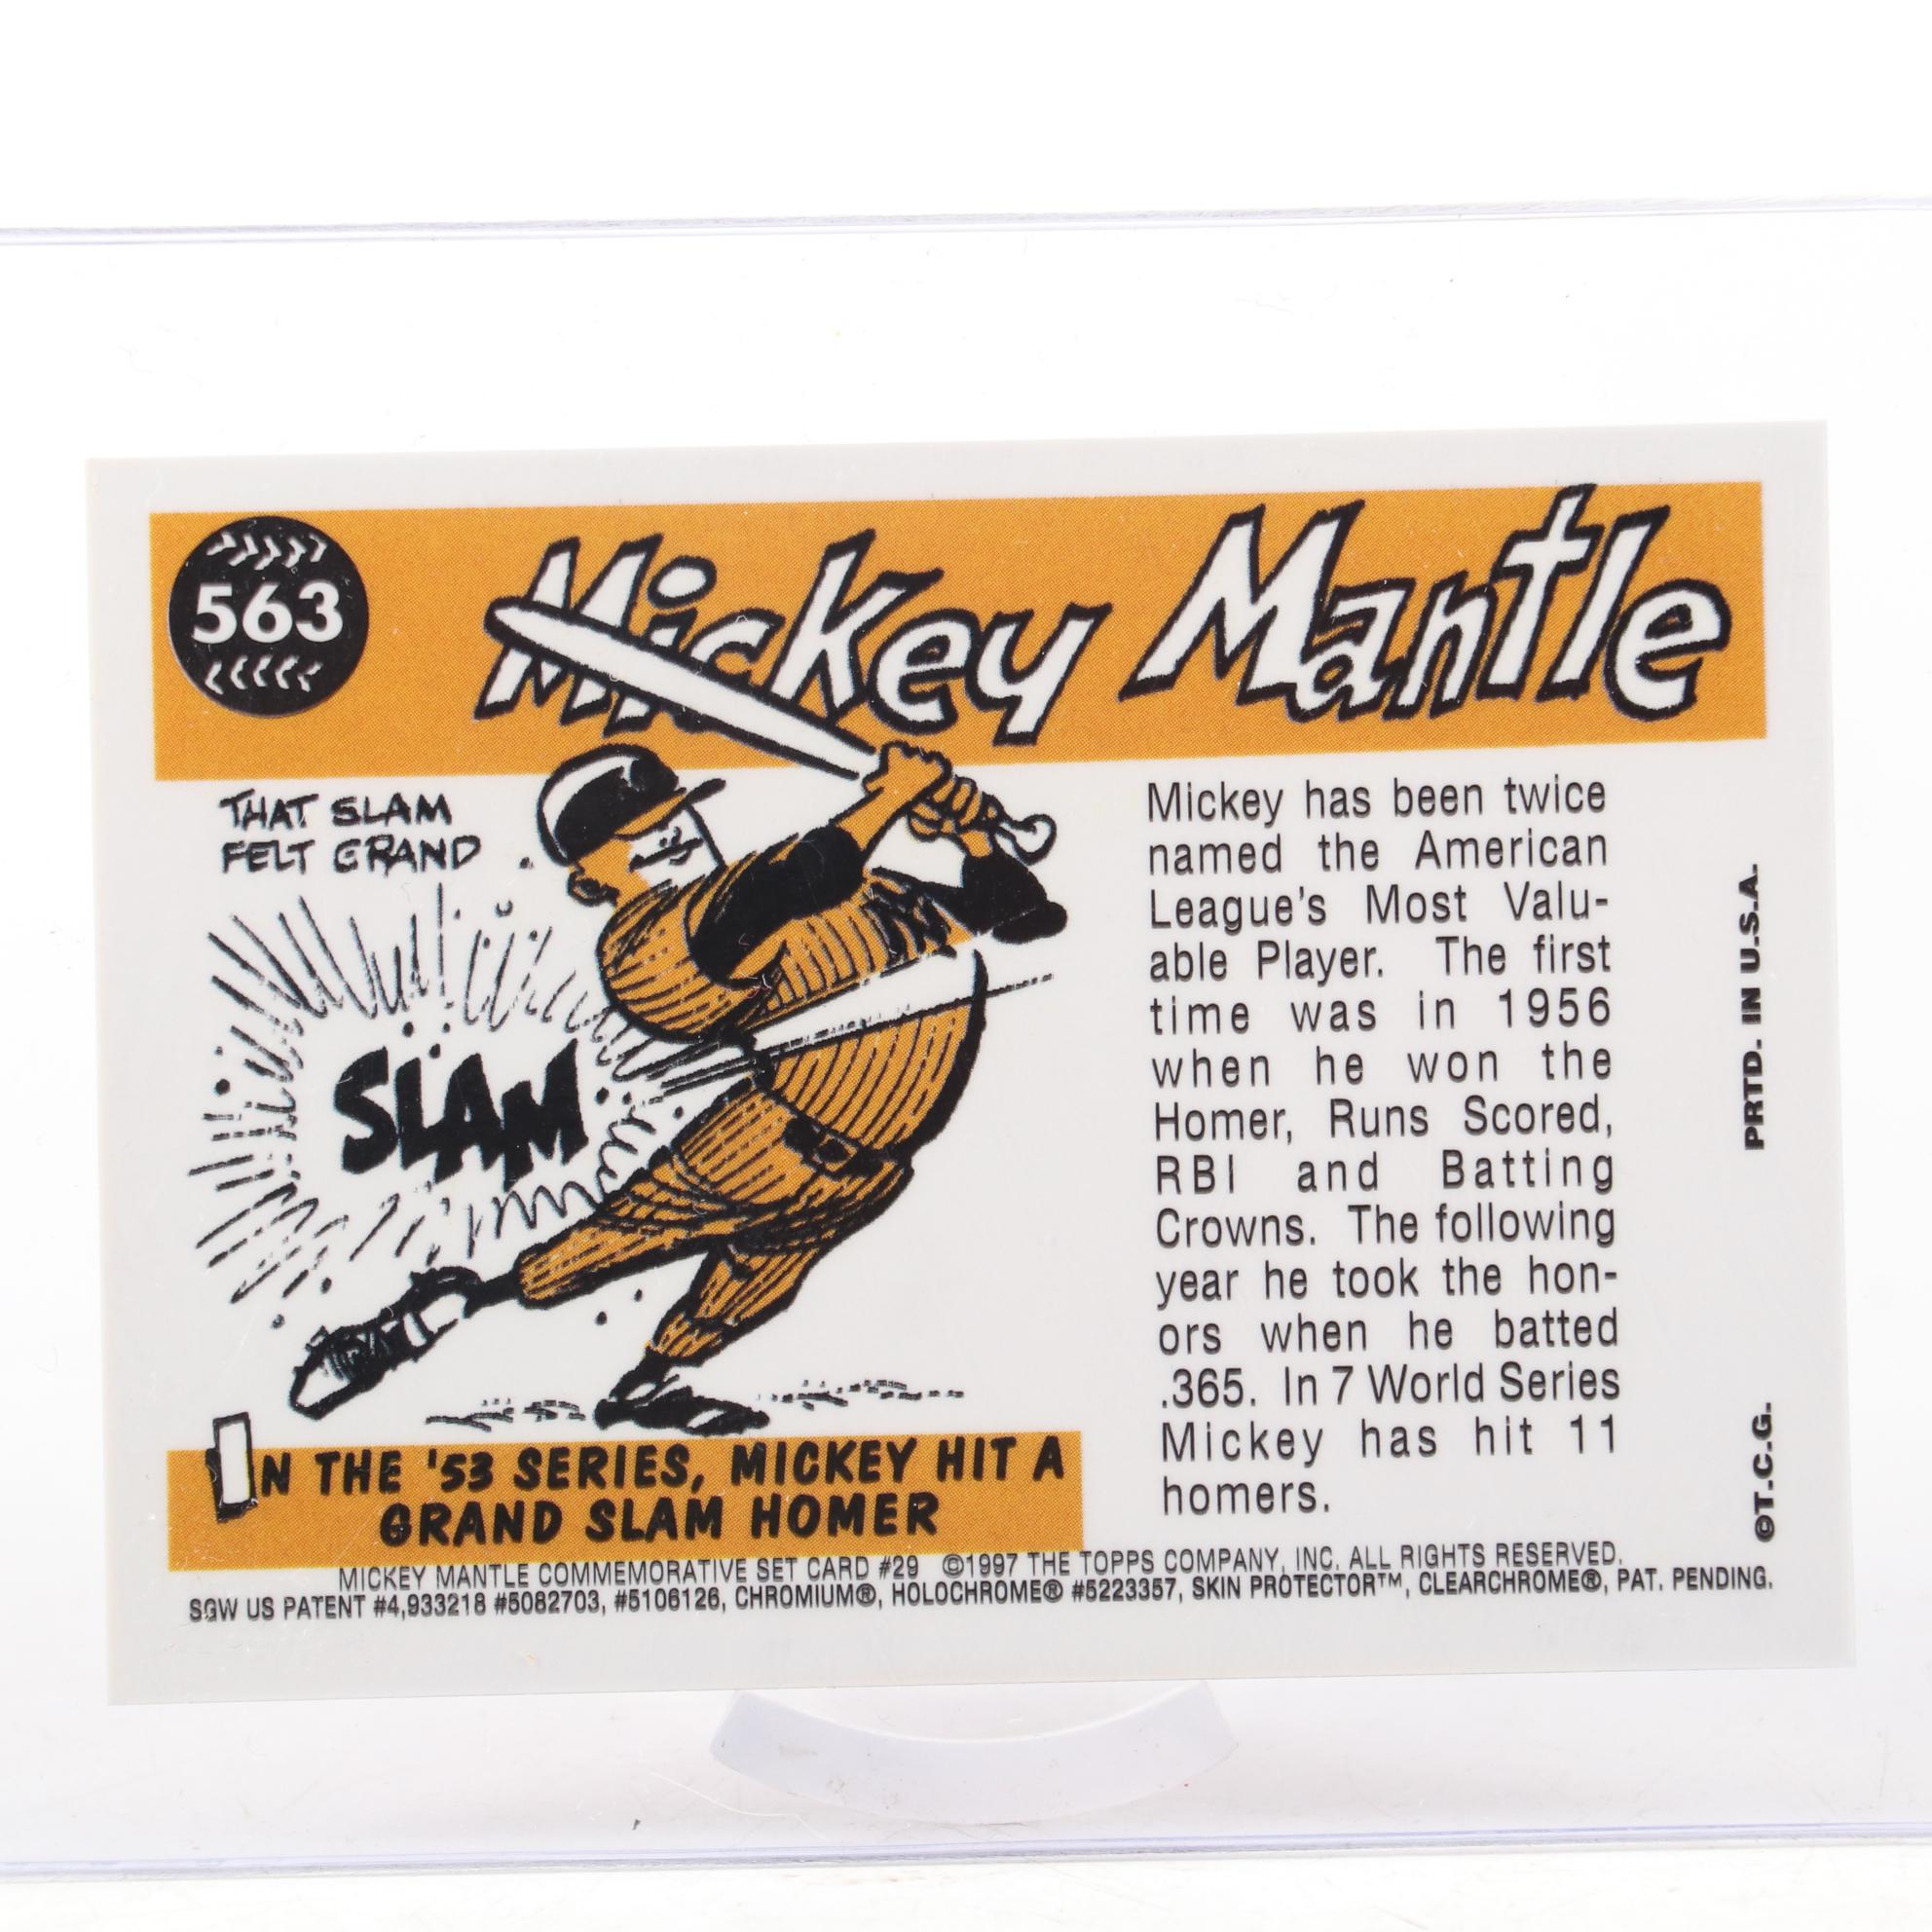 563
Mickey Mantle
THAT SLAM
FELT GRAND
SLAM
IN THE '53 SERIES, MICKEY HIT A
GRAND SLAM HOMER
Mickey has been twice
named the American
League's Most Valu-
able Player. The first
time was in 1956
when he won the
Homer, Runs Scored,
RBI and Batting
Crowns. The following
year he took the hon-
ors when he batted
.365. In 7 World Series
Mickey has hit 11
homers.
PRTD. IN U.S.A.
©T.C.G.
MICKEY MANTLE COMMEMORATIVE SET CARD #29 ©1997 THE TOPPS COMPANY, INC. ALL RIGHTS RESERVED.
SGW US PATENT #4,933218 #5082703, #5106126, CHROMIUM®, HOLOCHROME® #5223357, SKIN PROTECTOR™, CLEARCHROME®, PAT. PENDING.